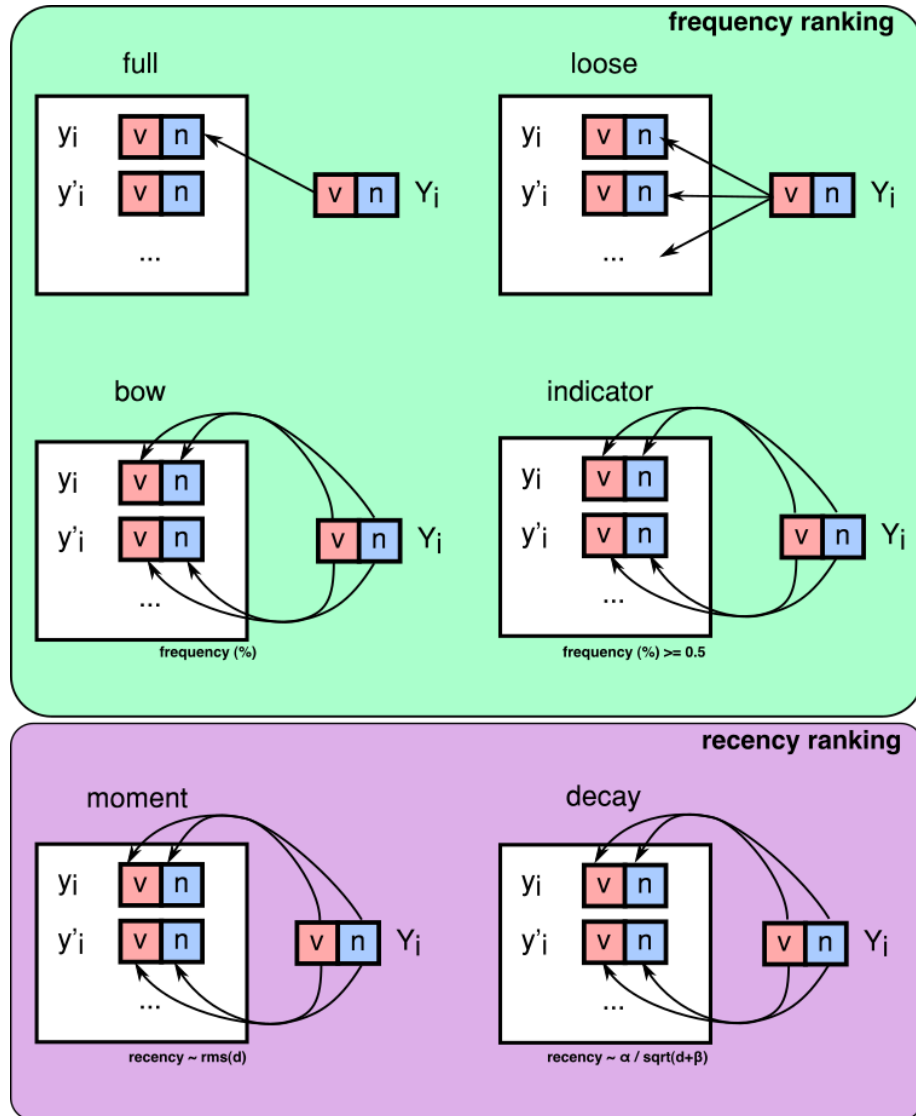 frequency ranking
full
loose
yi v n
yi v n
y'i v n
y'i v n
v n Yi
v n Yi
...
...
bow
indicator
yi v n
yi v n
y'i v n
y'i v n
v n Yi
v n Yi
...
...
frequency (%)
frequency (%) >= 0.5
recency ranking
moment
decay
yi v n
yi v n
y'i v n
y'i v n
v n Yi
v n Yi
...
...
recency ~ rms(d)
recency ~ α / sqrt(d+β)